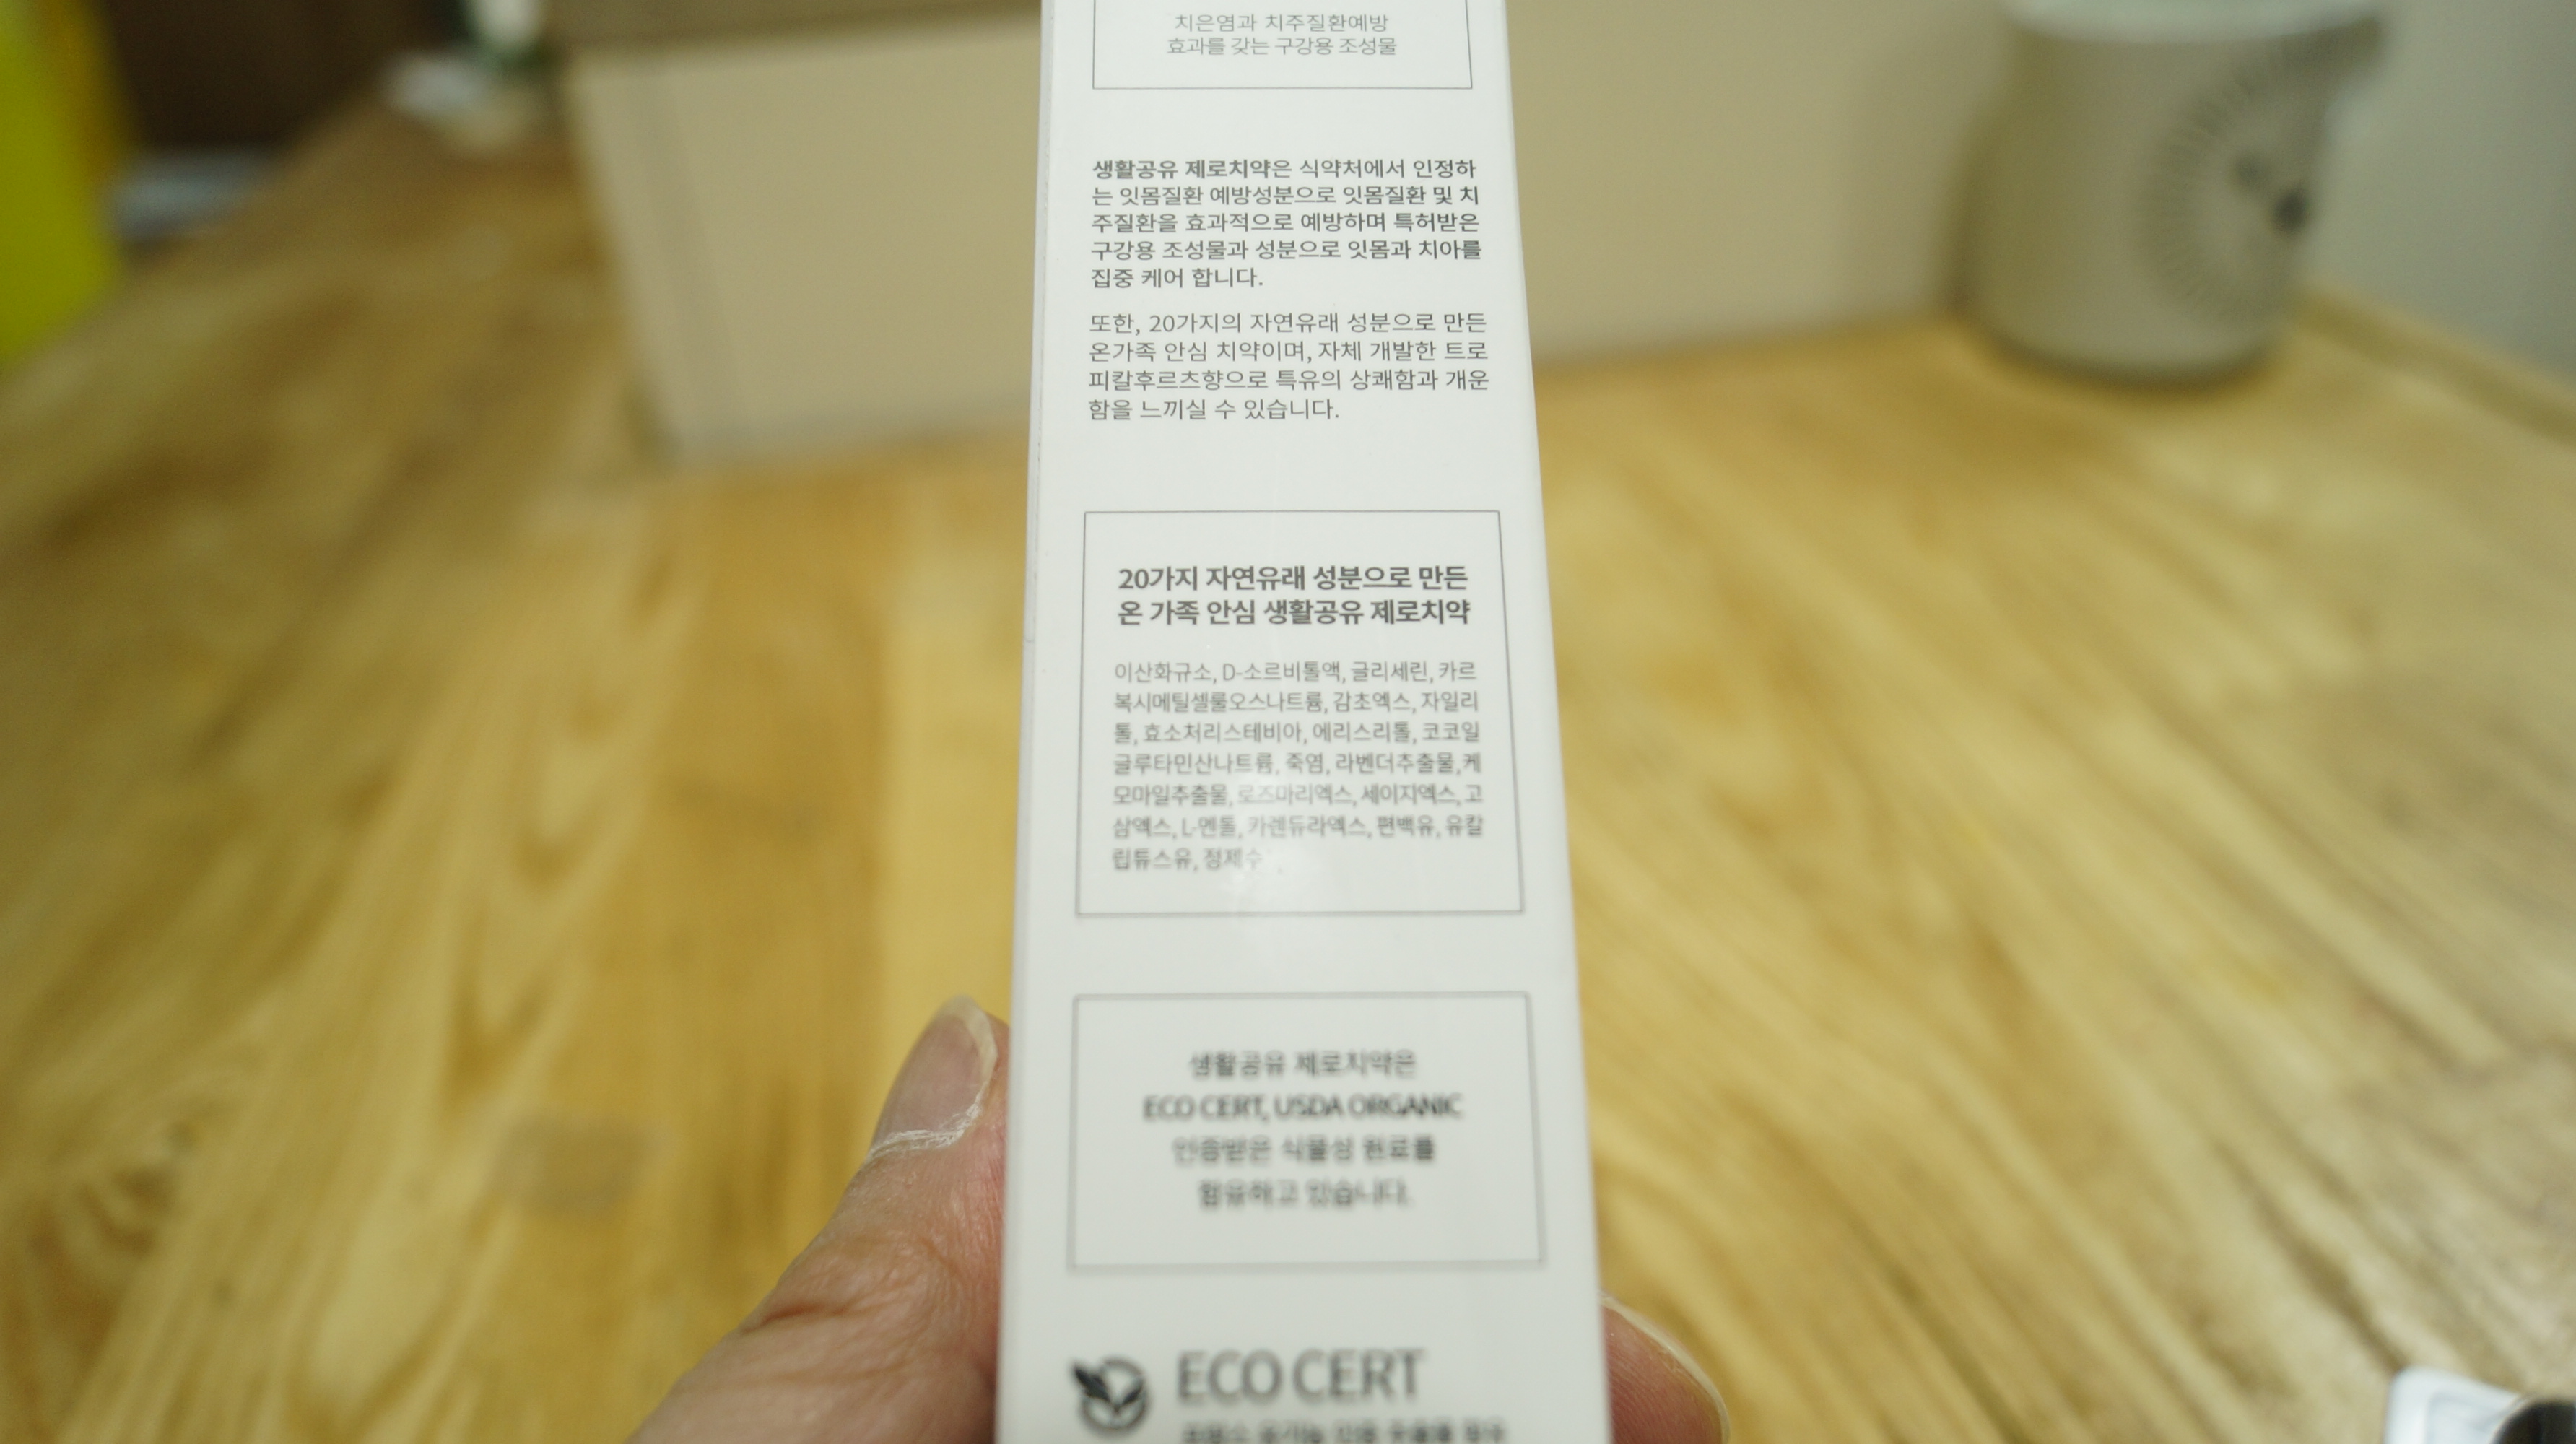 치은염과 치주질환예방
효과를 갖는 구강용 조성물
생활공유 제로치약은 식약처에서 인정하
는 잇몸질환 예방성분으로 잇몸질환 및 치
주질환을 효과적으로 예방하며 특허받은
구강용 조성물과 성분으로 잇몸과 치아를
집중 케어 합니다.
또한, 20가지의 자연유래 성분으로 만든
온가족 안심 치약이며, 자체 개발한 트로
피칼후르츠향으로 특유의 상쾌함과 개운
함을 느끼실 수 있습니다.
20가지 자연유래 성분으로 만든
온 가족 안심 생활공유 제로치약
이산화규소, D-소르비톨액, 글리세린, 카르
복시메틸셀룰오스나트륨, 감초엑스, 자일리
톨, 효소처리스테비아, 에리스리톨, 코코일
글루타민산나트륨, 죽염, 라벤더추출물,케
모마일추출물, 로즈마리엑스, 세이지엑스, 고
삼엑스, L-멘톨, 카렌듀라엑스, 편백유, 유칼
립튜스유, 정제수
생활공유 제로치약은
ECO CERT, USDA ORGANIC
인증받은 식물성 원료를
함유하고 있습니다.
ECO CERT